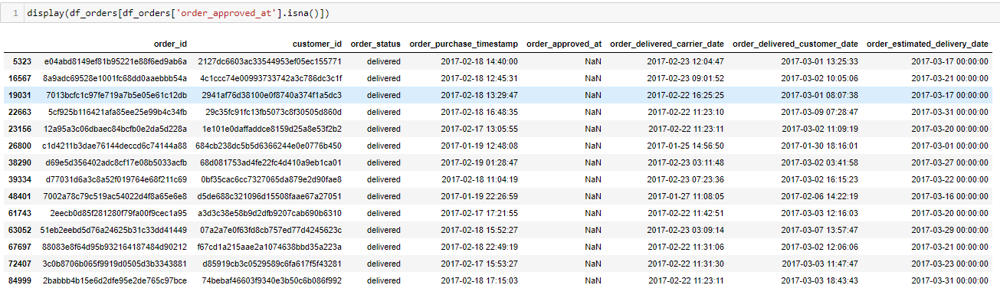 1 display(df_orders[df_orders['order_approved_at'].isna()])
order_id customer_id order_status order_purchase_timestamp order_approved_at order_delivered_carrier_date order_delivered_customer_date order_estimated_delivery_date
5323 e04abd8149ef81b95221e88f6ed9ab6a 2127dc6603ac33544953ef05ec155771 delivered 2017-02-18 14:40:00 NaN 2017-02-23 12:04:47 2017-03-01 13:25:33 2017-03-17 00:00:00
16567 8a9adc69528e1001fc68dd0aaebbb54a 4c1ccc74e00993733742a3c786dc3c1f delivered 2017-02-18 12:45:31 NaN 2017-02-23 09:01:52 2017-03-02 10:05:06 2017-03-21 00:00:00
19031 7013bcfc1c97fe719a7b5e05e61c12db 2941af76d38100e0f8740a374f1a5dc3 delivered 2017-02-18 13:29:47 NaN 2017-02-22 16:25:25 2017-03-01 08:07:38 2017-03-17 00:00:00
22663 5cf925b116421afa85ee25e99b4c34fb 29c35fc91fc13fb5073c8f30505d860d delivered 2017-02-18 16:48:35 NaN 2017-02-22 11:23:10 2017-03-09 07:28:47 2017-03-31 00:00:00
23156 12a95a3c06dbaec84bcfb0e2da5d228a 1e101e0daffaddce8159d25a8e53f2b2 delivered 2017-02-17 13:05:55 NaN 2017-02-22 11:23:11 2017-03-02 11:09:19 2017-03-20 00:00:00
26800 c1d4211b3dae76144deccd6c74144a88 684cb238dc5b5d6366244e0e0776b450 delivered 2017-01-19 12:48:08 NaN 2017-01-25 14:56:50 2017-01-30 18:16:01 2017-03-01 00:00:00
38290 d69e5d356402adc8cf17e08b5033acfb 68d081753ad4fe22fc4d410a9eb1ca01 delivered 2017-02-19 01:28:47 NaN 2017-02-23 03:11:48 2017-03-02 03:41:58 2017-03-27 00:00:00
39334 d77031d6a3c8a52f019764e68f211c69 0bf35cac6cc7327065da879e2d90fae8 delivered 2017-02-18 11:04:19 NaN 2017-02-23 07:23:36 2017-03-02 16:15:23 2017-03-22 00:00:00
48401 7002a78c79c519ac54022d4f8a65e6e8 d5de688c321096d15508faae67a27051 delivered 2017-01-19 22:26:59 NaN 2017-01-27 11:08:05 2017-02-06 14:22:19 2017-03-16 00:00:00
61743 2eecb0d85f281280f79fa00f9cec1a95 a3d3c38e58b9d2dfb9207cab690b6310 delivered 2017-02-17 17:21:55 NaN 2017-02-22 11:42:51 2017-03-03 12:16:03 2017-03-20 00:00:00
63052 51eb2eebd5d76a24625b31c33dd41449 07a2a7e0f63fd8cb757ed77d4245623c delivered 2017-02-18 15:52:27 NaN 2017-02-23 03:09:14 2017-03-07 13:57:47 2017-03-29 00:00:00
67697 88083e8f64d95b932164187484d90212 f67cd1a215aae2a1074638bbd35a223a delivered 2017-02-18 22:49:19 NaN 2017-02-22 11:31:06 2017-03-02 12:06:06 2017-03-21 00:00:00
72407 3c0b8706b065f9919d0505d3b3343881 d85919cb3c0529589c6fa617f5f43281 delivered 2017-02-17 15:53:27 NaN 2017-02-22 11:31:30 2017-03-03 11:47:47 2017-03-23 00:00:00
84999 2babbb4b15e6d2dfe95e2de765c97bce 74bebaf46603f9340e3b50c6b086f992 delivered 2017-02-18 17:15:03 NaN 2017-02-22 11:23:11 2017-03-03 18:43:43 2017-03-31 00:00:00